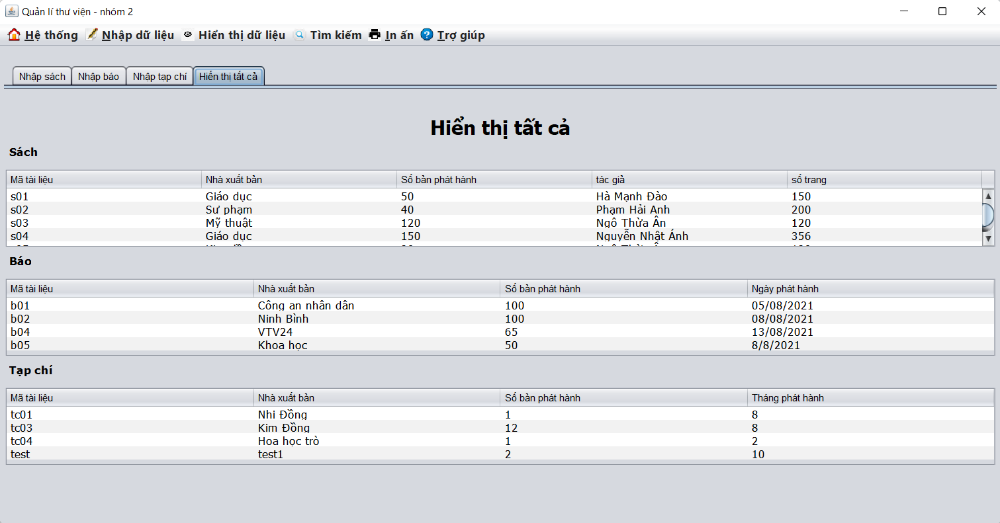 Quản lí thư viện - nhóm 2
Hệ thống Nhập dữ liệu Hiển thị dữ liệu Tìm kiếm In ấn Trợ giúp
Nhập sách Nhập báo Nhập tạp chí Hiển thị tất cả
Hiển thị tất cả
Sách
Mã tài liệu Nhà xuất bản Số bản phát hành tác giả số trang
s01 Giáo dục 50 Hà Mạnh Đào 150
s02 Sư phạm 40 Phạm Hải Anh 200
s03 Mỹ thuật 120 Ngô Thừa Ân 120
s04 Giáo dục 150 Nguyễn Nhật Ánh 356
Báo
Mã tài liệu Nhà xuất bản Số bản phát hành Ngày phát hành
b01 Công an nhân dân 100 05/08/2021
b02 Ninh Bình 100 08/08/2021
b04 VTV24 65 13/08/2021
b05 Khoa học 50 8/8/2021
Tạp chí
Mã tài liệu Nhà xuất bản Số bản phát hành Tháng phát hành
tc01 Nhi Đồng 1 8
tc03 Kim Đồng 12 8
tc04 Hoa học trò 1 2
test test1 2 10